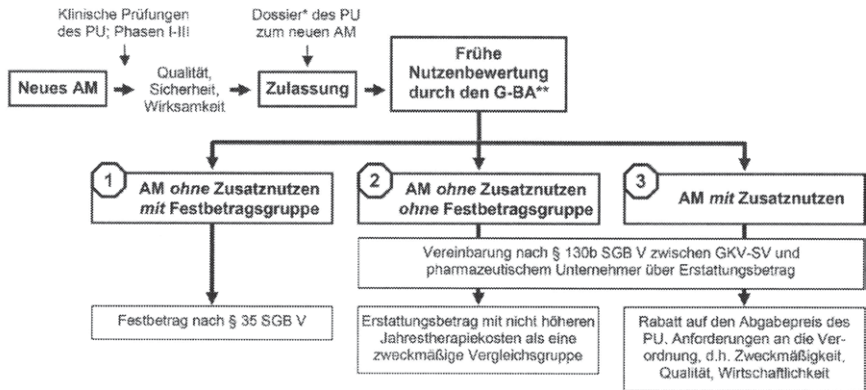 Klinische Prüfungen
des PU; Phasen I-III
Dossier* des PU
zum neuen AM
Neues AM
Qualität,
Sicherheit,
Wirksamkeit
Zulassung
Frühe
Nutzenbewertung
durch den G-BA**
1
AM ohne Zusatznutzen
mit Festbetragsgruppe
2
AM ohne Zusatznutzen
ohne Festbetragsgruppe
3
AM mit Zusatznutzen
Vereinbarung nach § 130b SGB V zwischen GKV-SV und
pharmazeutischem Unternehmer über Erstattungsbetrag
Festbetrag nach § 35 SGB V
Erstattungsbetrag mit nicht höheren
Jahrestherapiekosten als eine
zweckmäßige Vergleichsgruppe
Rabatt auf den Abgabepreis des
PU. Anforderungen an die Ver-
ordnung, d.h. Zweckmäßigkeit,
Qualität, Wirtschaftlichkeit